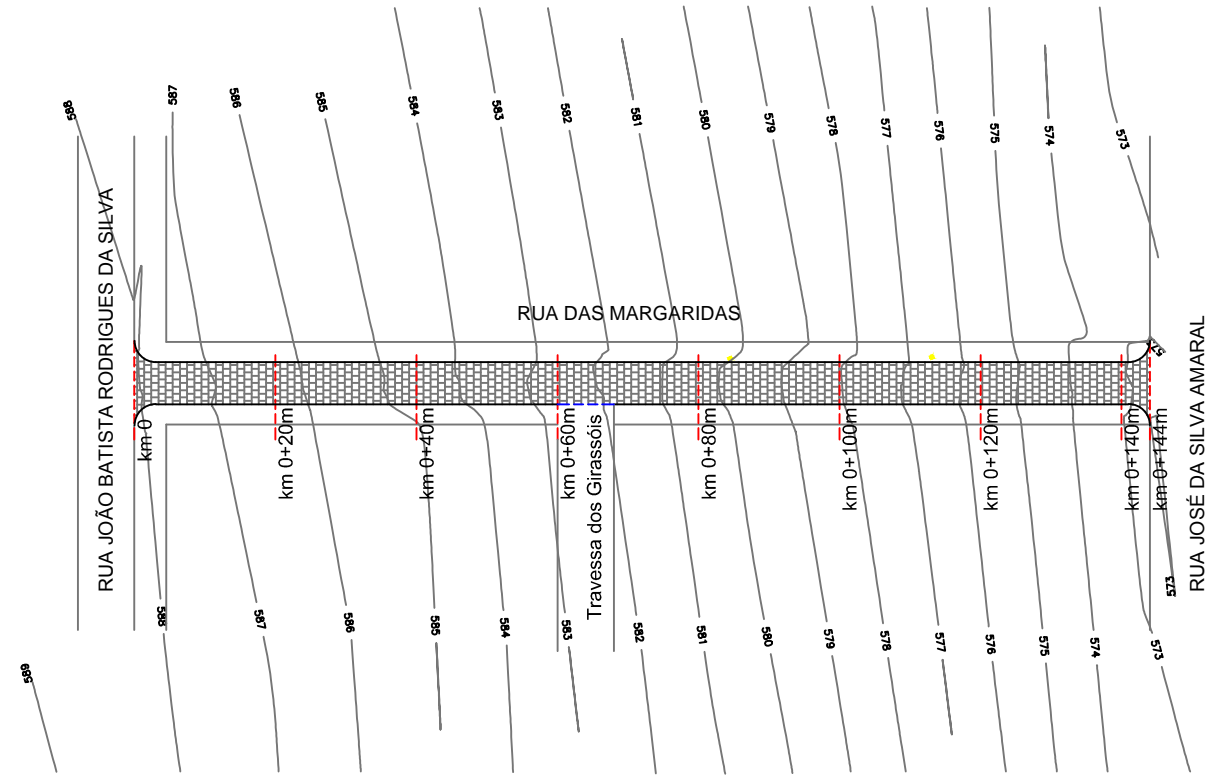 588
587
586
585
584
583
582
581
580
579
578
577
576
575
574
573
RUA DAS MARGARIDAS
RUA JOÃO BATISTA RODRIGUES DA SILVA
RUA JOSÉ DA SILVA AMARAL
573
km 0
km 0+20m
km 0+40m
km 0+60m
Travessa dos Girassóis
km 0+80m
km 0+100m
km 0+120m
km 0+140m
km 0+144m
573
589
588
587
586
585
584
583
582
581
580
579
578
577
576
575
574
573